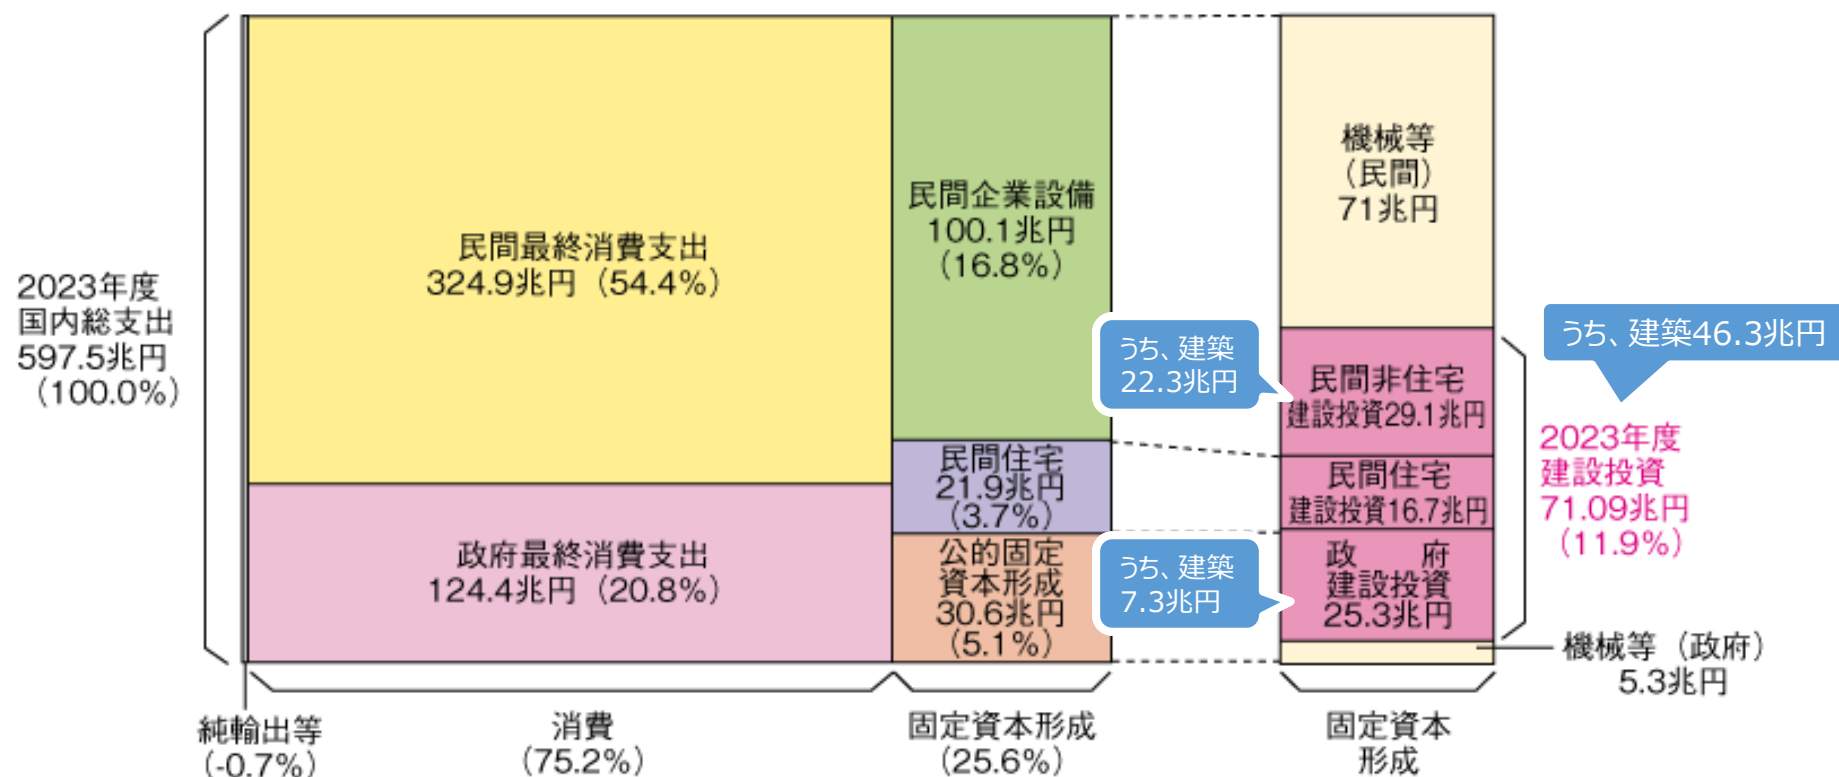 2023年度
国内総支出
597.5兆円
(100.0%)
民間最終消費支出
324.9兆円（54.4%）
政府最終消費支出
124.4兆円（20.8%）
民間企業設備
100.1兆円
(16.8%)
民間住宅
21.9兆円
(3.7%)
公的固定
資本形成
30.6兆円
(5.1%)
うち、建築
22.3兆円
うち、建築
7.3兆円
機械等
（民間）
71兆円
民間非住宅
建設投資29.1兆円
民間住宅
建設投資16.7兆円
政　府
建設投資
25.3兆円
うち、建築46.3兆円
2023年度
建設投資
71.09兆円
(11.9%)
機械等（政府）
5.3兆円
純輸出等
(-0.7%)
消費
(75.2%)
固定資本形成
(25.6%)
固定資本
形成